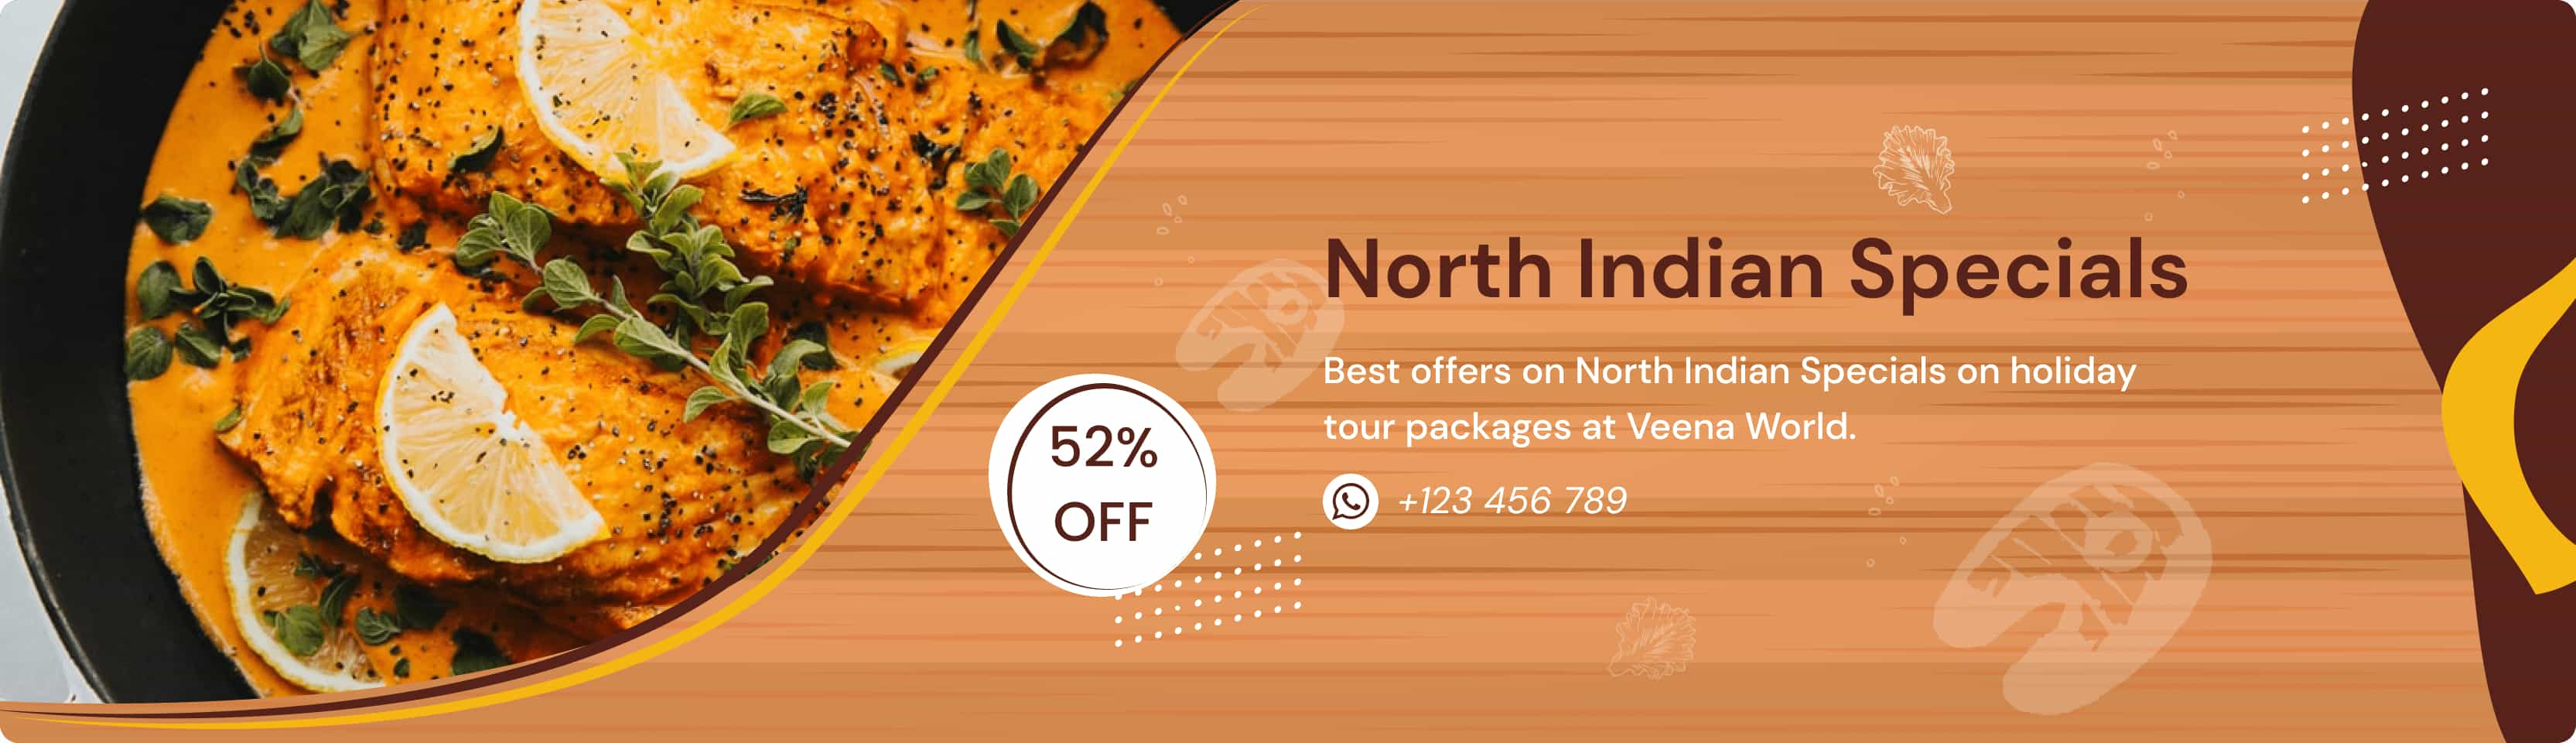 North Indian Specials
Best offers on North Indian Specials on holiday
tour packages at Veena World.
+123 456 789
52%
OFF